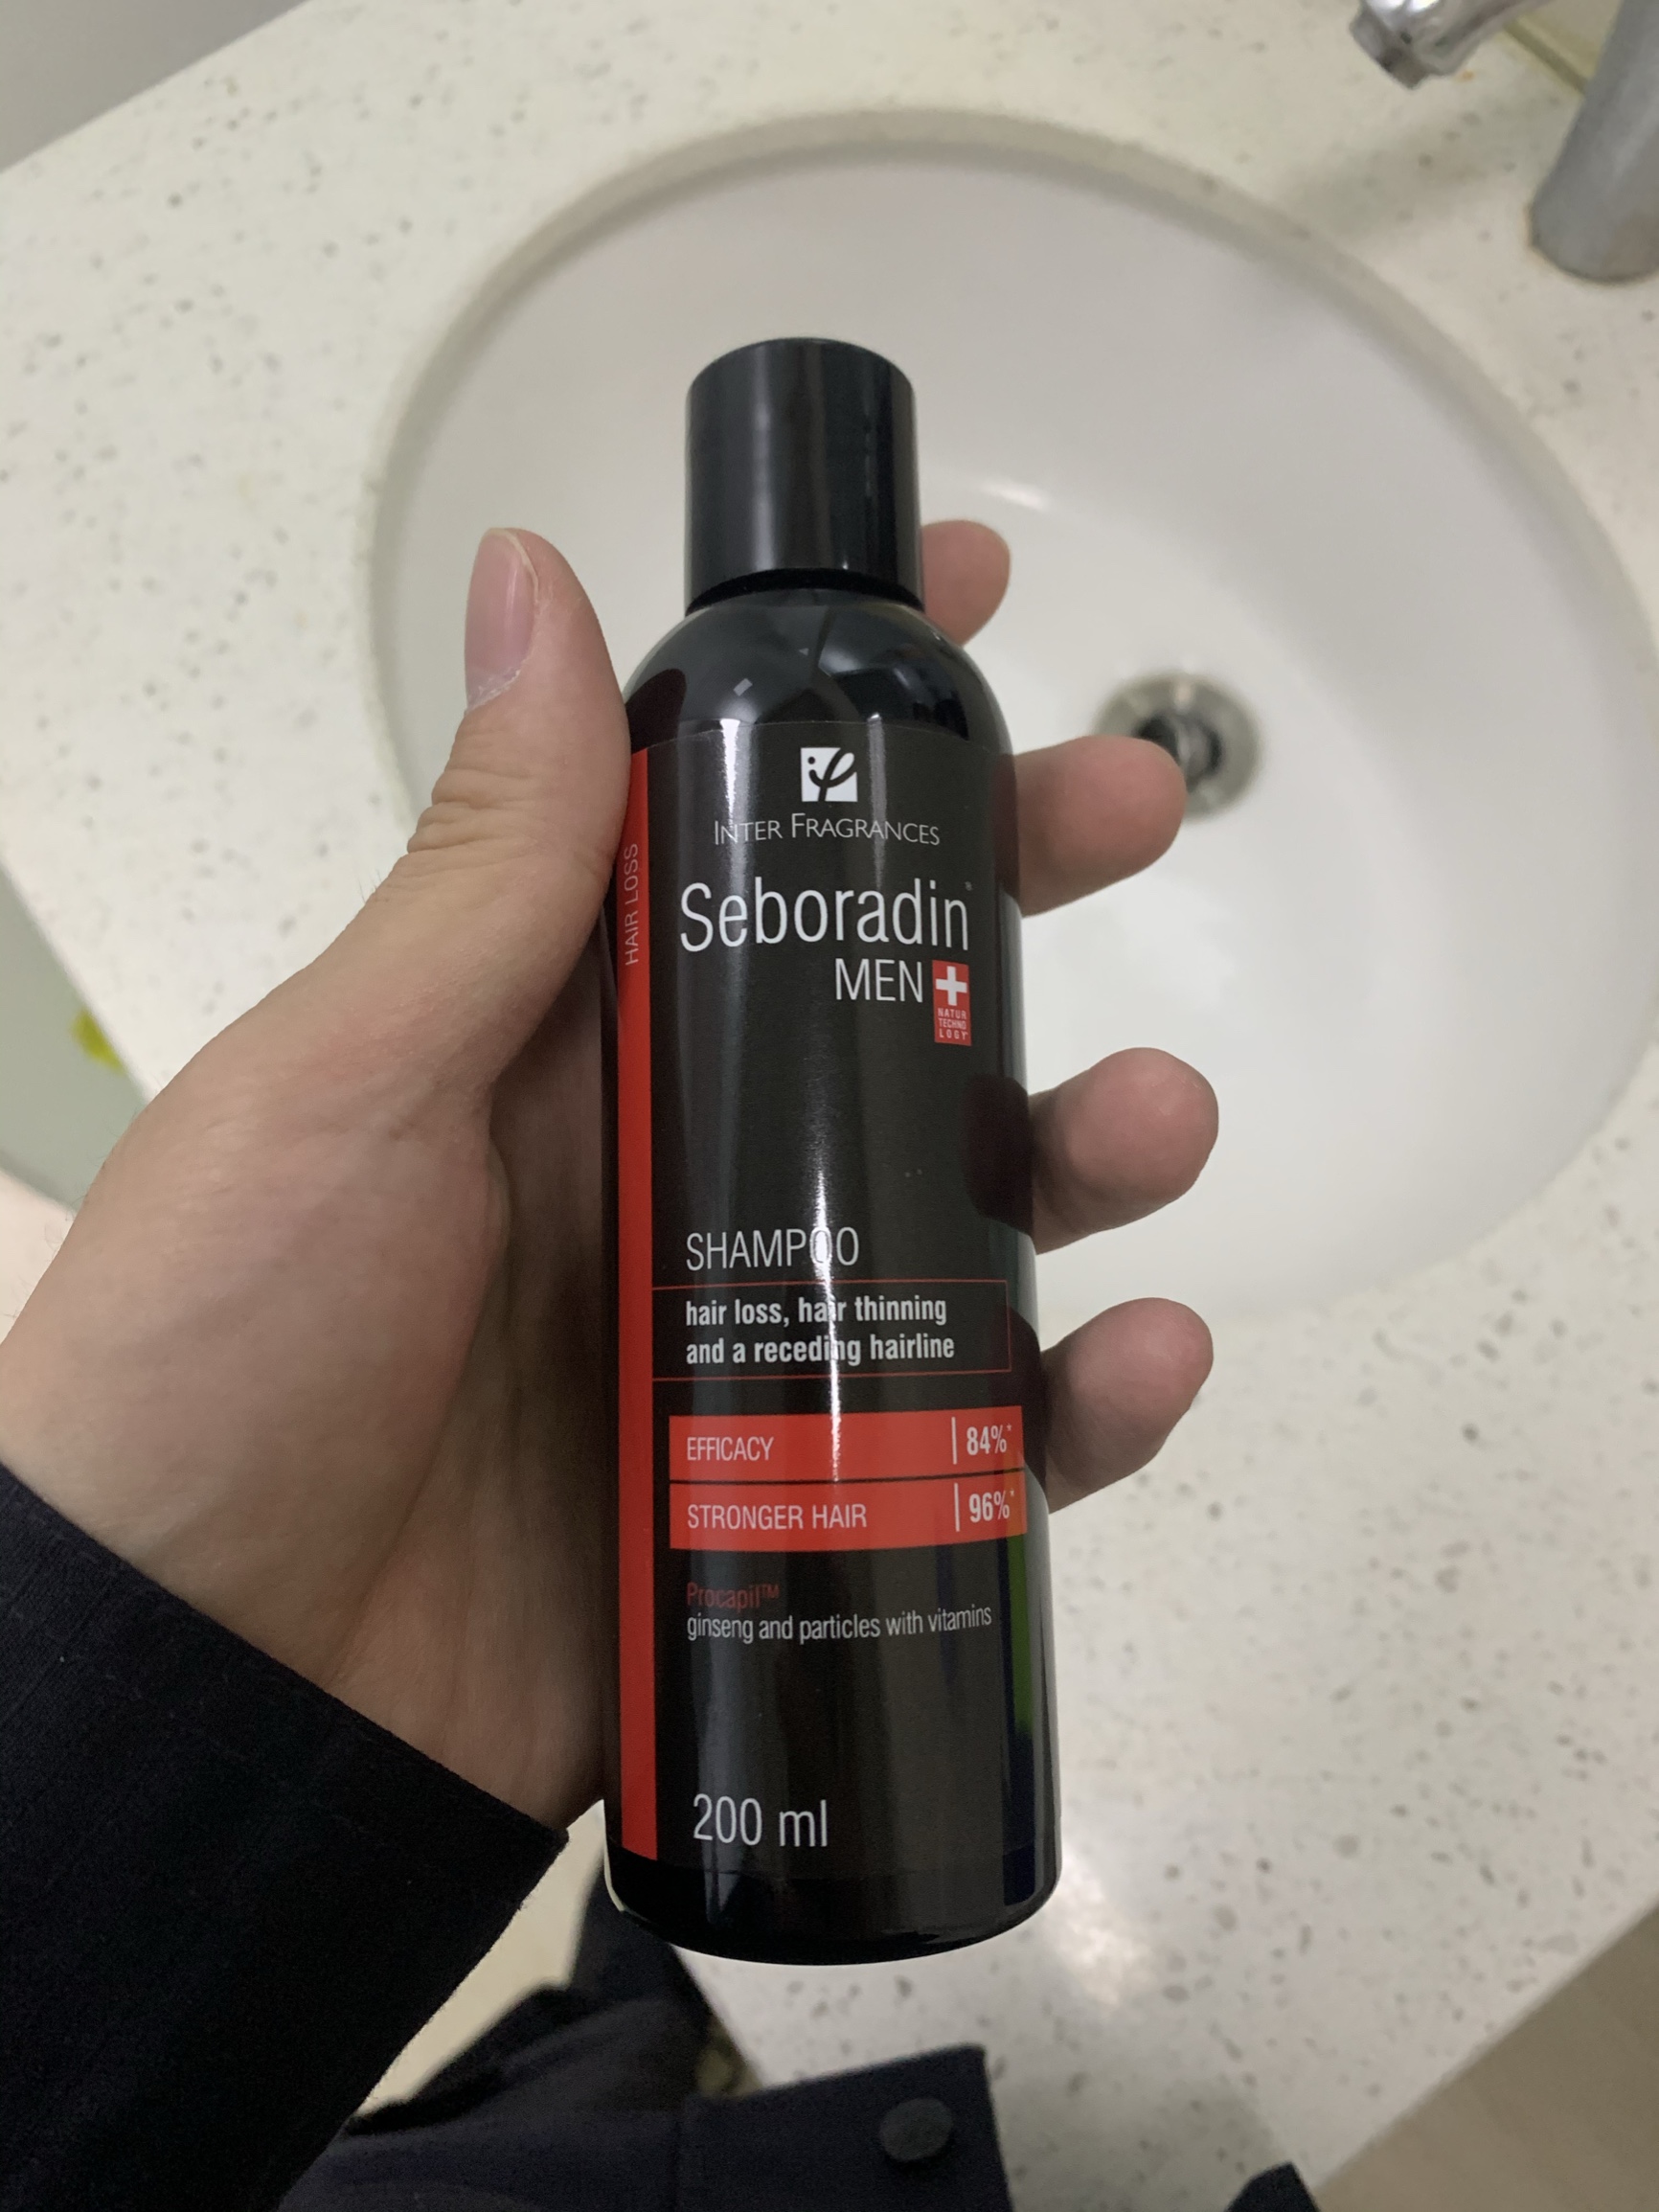 INTER FRAGRANCES
HAIR LOSS
Seboradin
MEN
NATUR
TECHNO
LOGY
SHAMPOO
hair loss, hair thinning
and a receding hairline
EFFICACY | 84%*
STRONGER HAIR | 96%*
Procapil™
ginseng and particles with vitamins
200 ml